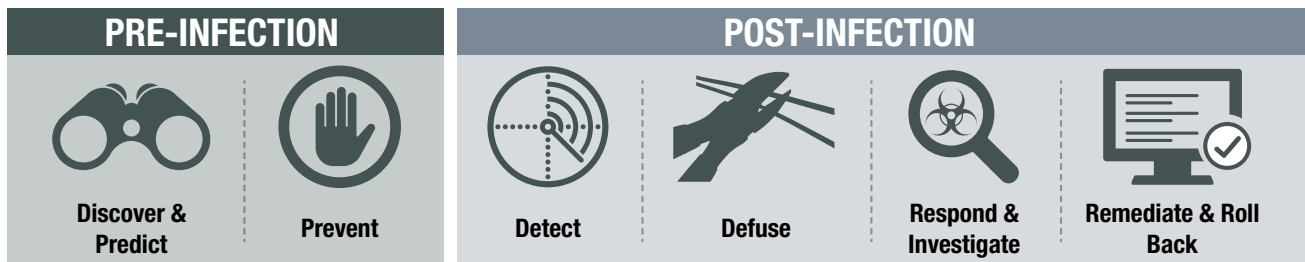 PRE-INFECTION
POST-INFECTION
Discover &
Predict
Prevent
Detect
Defuse
Respond &
Investigate
Remediate & Roll
Back